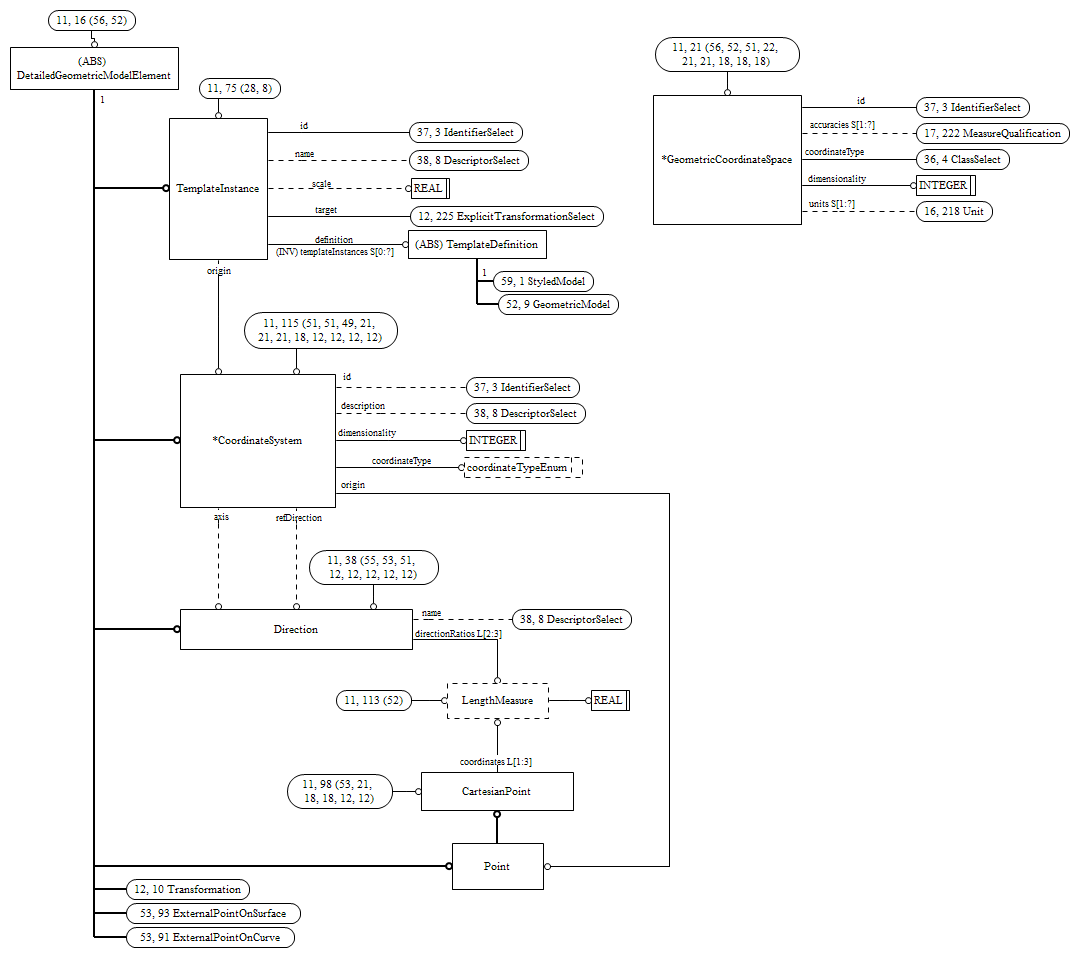 11, 16 (56, 52)
(ABS)
DetailedGeometricModelElement
1
11, 75 (28, 8)
TemplateInstance
id
37, 3 IdentifierSelect
name
38, 8 DescriptorSelect
scale
REAL
target
12, 225 ExplicitTransformationSelect
definition
(INV) templateInstances S[0:?]
(ABS) TemplateDefinition
1
59, 1 StyledModel
52, 9 GeometricModel
origin
11, 21 (56, 52, 51, 22,
21, 21, 18, 18, 18)
*GeometricCoordinateSpace
id
37, 3 IdentifierSelect
accuracies S[1:?]
17, 222 MeasureQualification
coordinateType
36, 4 ClassSelect
dimensionality
INTEGER
units S[1:?]
16, 218 Unit
11, 115 (51, 51, 49, 21,
21, 21, 18, 12, 12, 12, 12)
*CoordinateSystem
id
37, 3 IdentifierSelect
description
38, 8 DescriptorSelect
dimensionality
INTEGER
coordinateType
coordinateTypeEnum
origin
axis
refDirection
11, 38 (55, 53, 51,
12, 12, 12, 12, 12)
Direction
name
38, 8 DescriptorSelect
directionRatios L[2:3]
11, 113 (52)
LengthMeasure
REAL
coordinates L[1:3]
11, 98 (53, 21,
18, 18, 12, 12)
CartesianPoint
Point
12, 10 Transformation
53, 93 ExternalPointOnSurface
53, 91 ExternalPointOnCurve